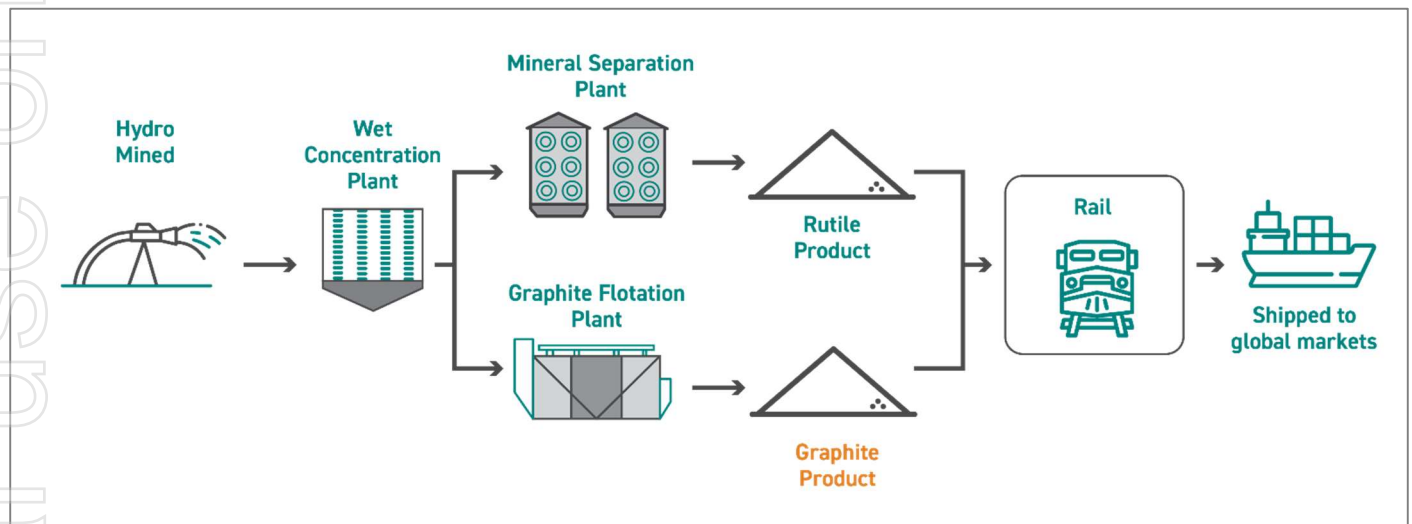 Hydro
Mined
Wet
Concentration
Plant
Mineral Separation
Plant
Graphite Flotation
Plant
Rutile
Product
Graphite
Product
Rail
Shipped to
global markets